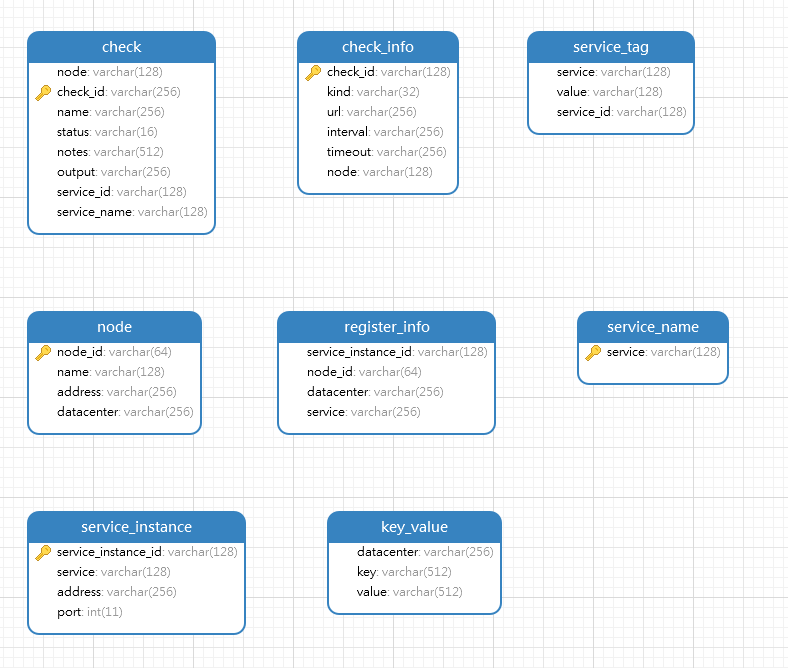 check
node: varchar(128)
check_id: varchar(256)
name: varchar(256)
status: varchar(16)
notes: varchar(512)
output: varchar(256)
service_id: varchar(128)
service_name: varchar(128)
check_info
check_id: varchar(128)
kind: varchar(32)
url: varchar(256)
interval: varchar(256)
timeout: varchar(256)
node: varchar(128)
service_tag
service: varchar(128)
value: varchar(128)
service_id: varchar(128)
node
node_id: varchar(64)
name: varchar(128)
address: varchar(256)
datacenter: varchar(256)
register_info
service_instance_id: varchar(128)
node_id: varchar(64)
datacenter: varchar(256)
service: varchar(256)
service_name
service: varchar(128)
service_instance
service_instance_id: varchar(128)
service: varchar(128)
address: varchar(256)
port: int(11)
key_value
datacenter: varchar(256)
key: varchar(512)
value: varchar(512)